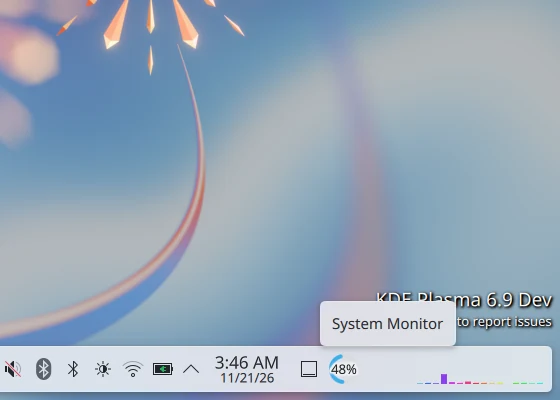 KDE Plasma 6.9 Dev
System Monitor
to report issues
3:46 AM
11/21/26
48%